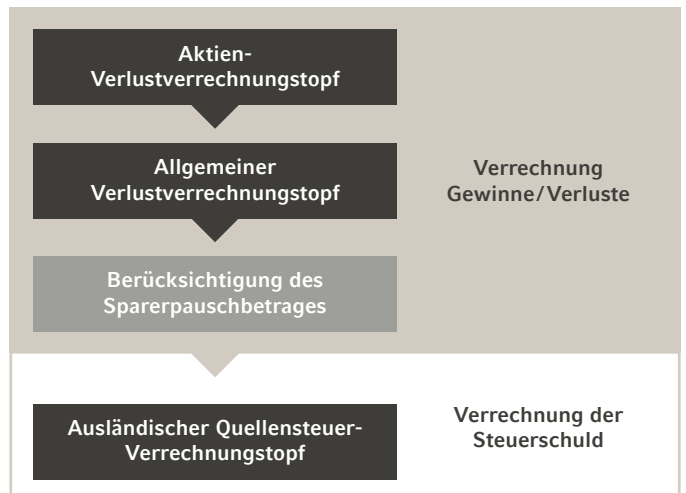 Aktien-
Verlustverrechnungstopf
Allgemeiner
Verlustverrechnungstopf
Verrechnung
Gewinne/Verluste
Berücksichtigung des
Sparerpauschbetrages
Ausländischer Quellensteuer-
Verrechnungstopf
Verrechnung der
Steuerschuld